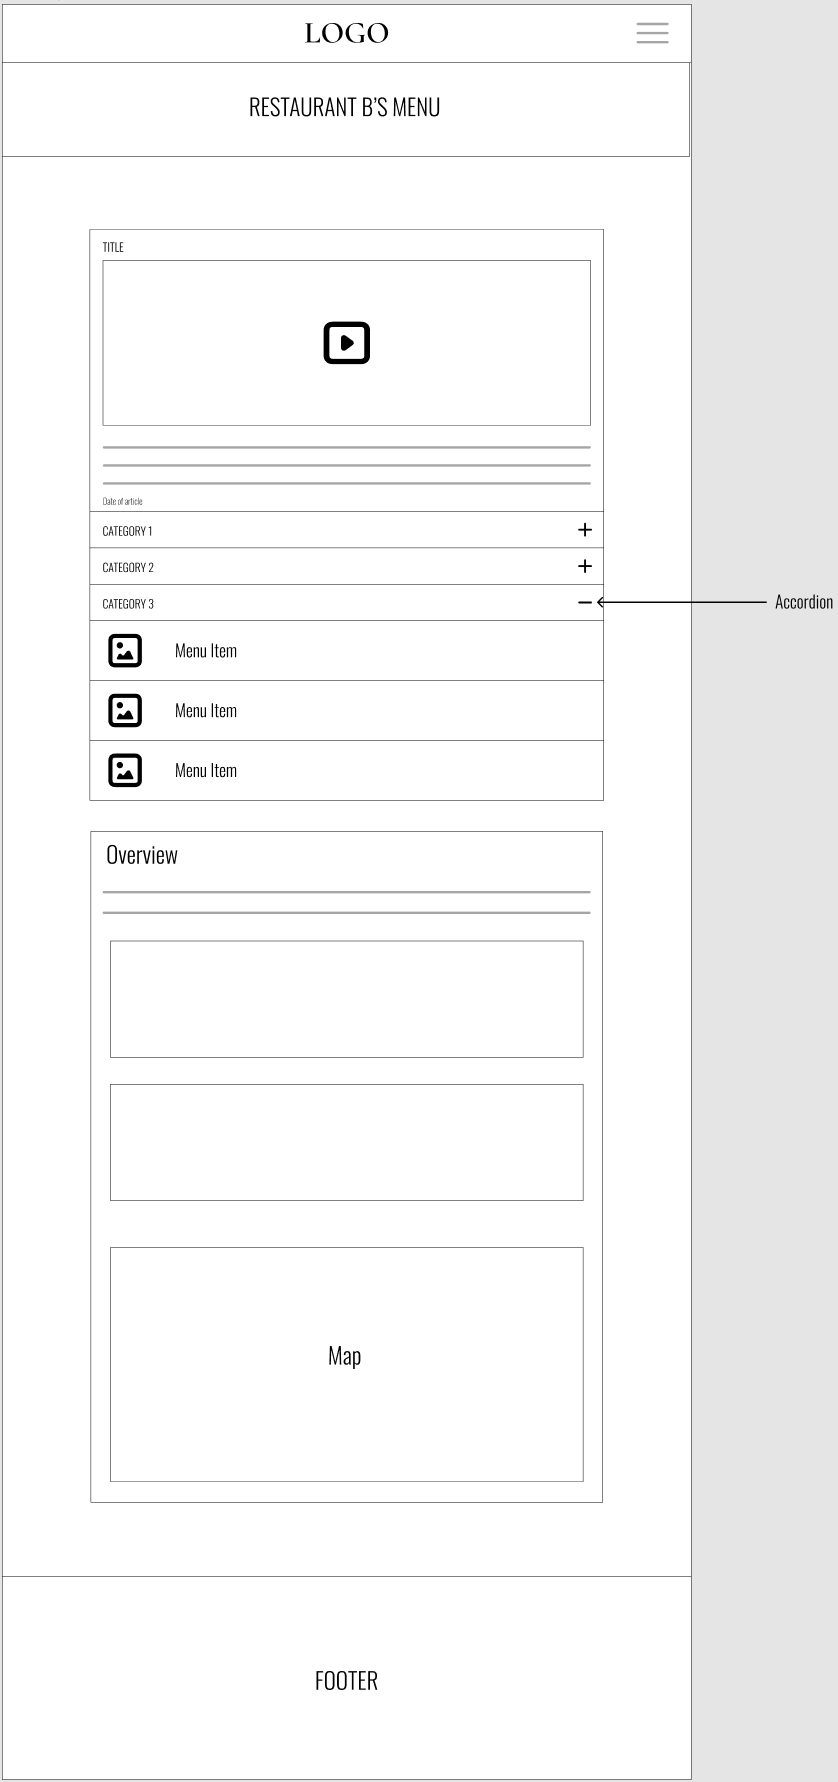 LOGO
RESTAURANT B'S MENU
TITLE
Date of article
CATEGORY 1
CATEGORY 2
CATEGORY 3
Accordion
Menu Item
Menu Item
Menu Item
Overview
Map
FOOTER